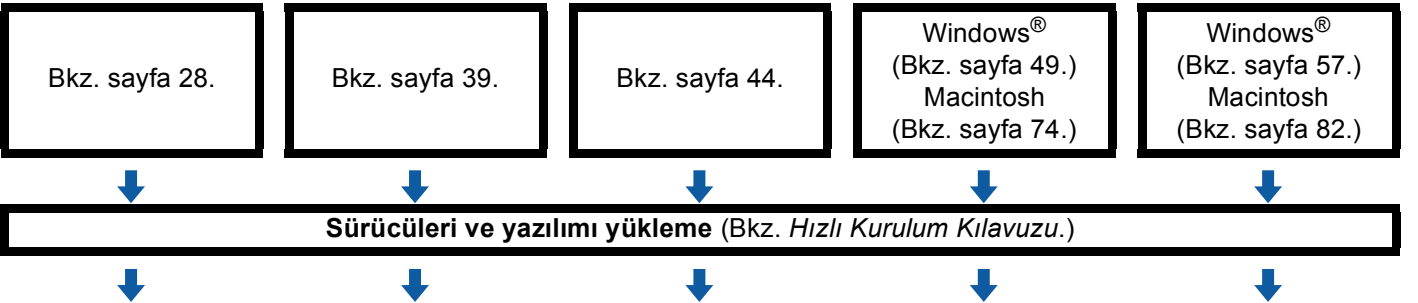 Bkz. sayfa 28.
Bkz. sayfa 39.
Bkz. sayfa 44.
Windows®
(Bkz. sayfa 49.)
Macintosh
(Bkz. sayfa 74.)
Windows®
(Bkz. sayfa 57.)
Macintosh
(Bkz. sayfa 82.)
Sürücüleri ve yazılımı yükleme (Bkz. Hızlı Kurulum Kılavuzu.)